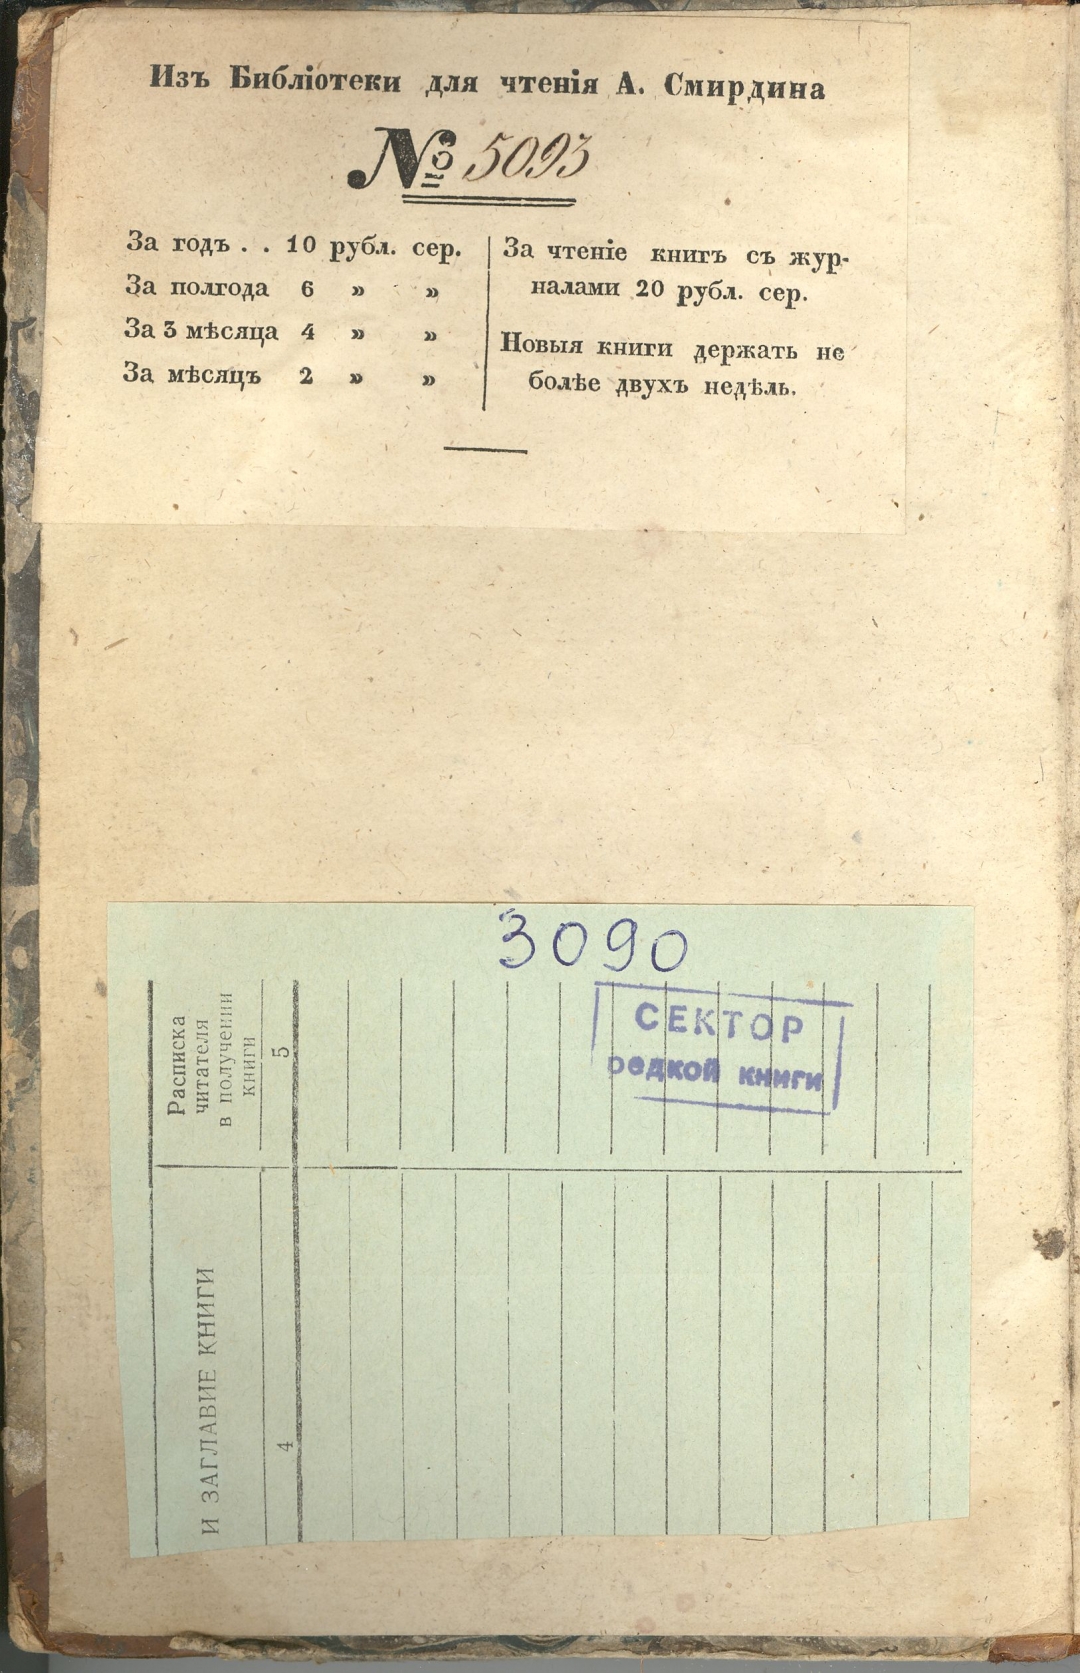 Изъ Библіотеки для чтенія А. Смирдина
№ 5093
За годъ . . 10 рубл. сер.
За полгода 6 » »
За 3 мѣсяца 4 » »
За мѣсяцъ 2 » »
За чтеніе книгъ съ жур-
налами 20 рубл. сер.
Новыя книги держать не
болѣе двухъ недѣль.
3090
СЕКТОР
редкой книги
Расписка
читателя
в получении
книги
5
И ЗАГЛАВИЕ КНИГИ
4